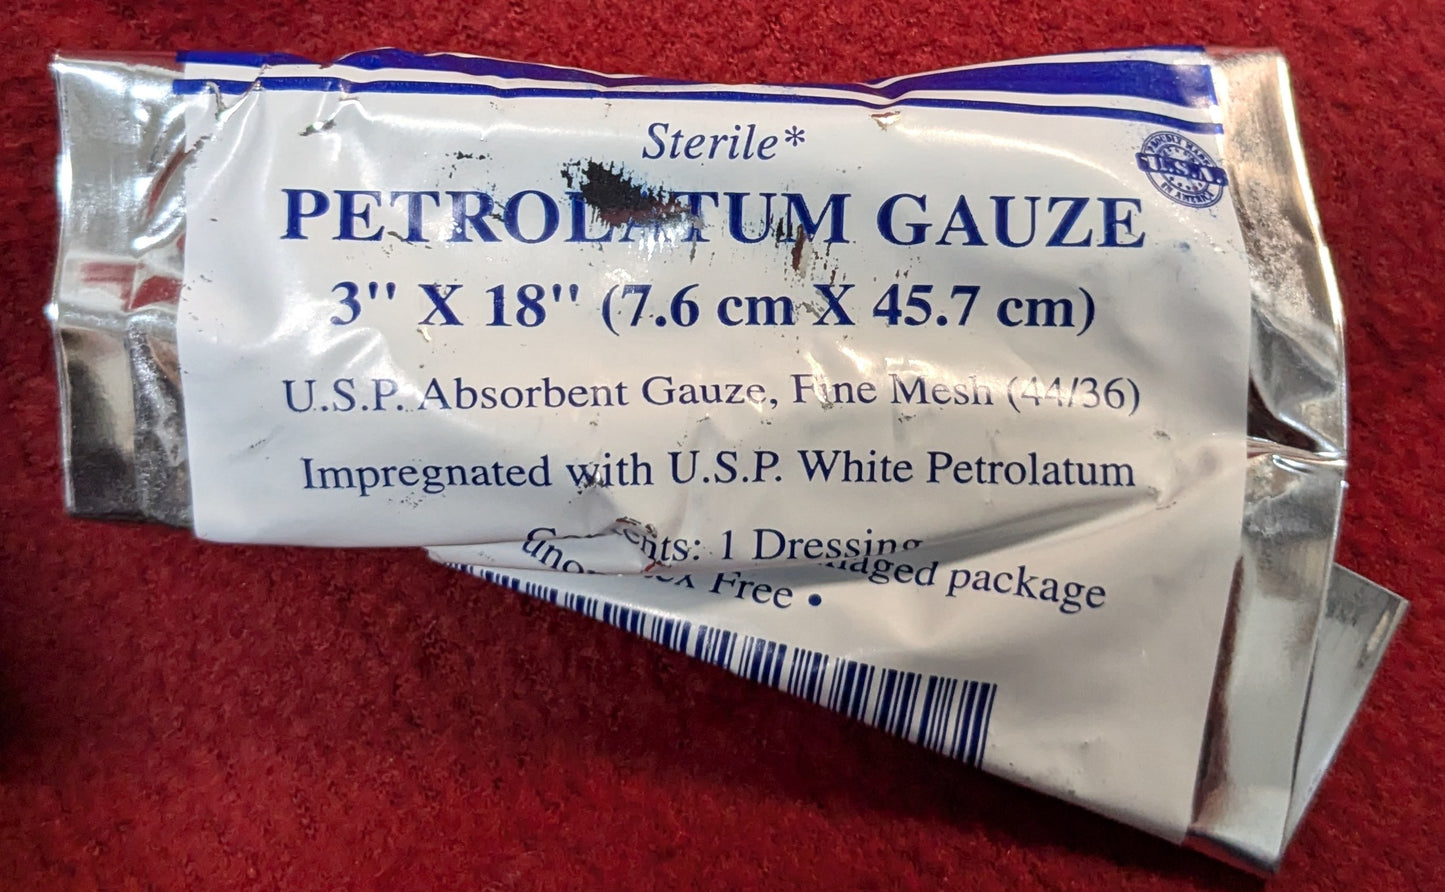 Sterile*
PETROLATUM GAUZE
3" X 18" (7.6 cm X 45.7 cm)
U.S.P. Absorbent Gauze, Fine Mesh (44/36)
Impregnated with U.S.P. White Petrolatum
1 Dressing
package
Free •
U.S.A.